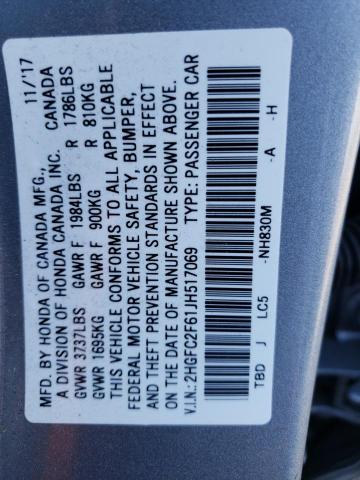 MFD. BY HONDA OF CANADA MFG., 11/'17
A DIVISION OF HONDA CANADA INC. CANADA
GVWR 3737LBS GAWR F 1984LBS R 1786LBS
GVWR 1695KG GAWR F 900KG R 810KG
THIS VEHICLE CONFORMS TO ALL APPLICABLE
FEDERAL MOTOR VEHICLE SAFETY, BUMPER,
AND THEFT PREVENTION STANDARDS IN EFFECT
ON THE DATE OF MANUFACTURE SHOWN ABOVE.
V.I.N.: 2HGFC2F61JH517069 TYPE: PASSENGER CAR
TBD J LC5 -NH830M -A -H